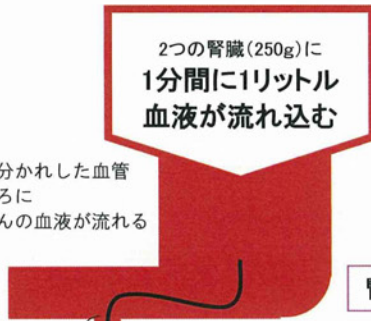 2つの腎臓(250g)に
1分間に1リットル
血液が流れ込む
分かれした血管
ろに
んの血液が流れる